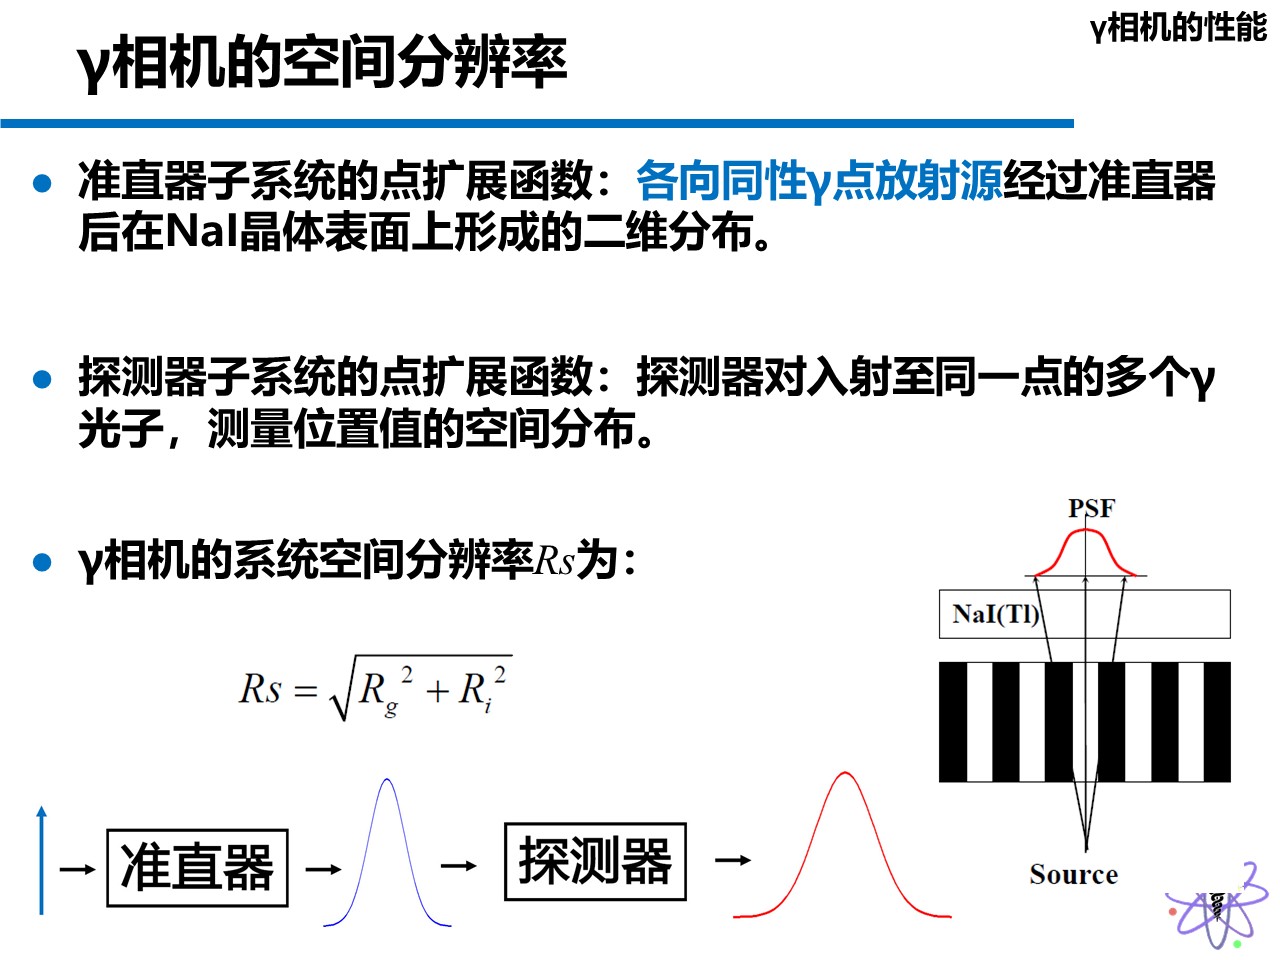 γ相机的性能
γ相机的空间分辨率
准直器子系统的点扩展函数：各向同性γ点放射源经过准直器
后在NaI晶体表面上形成的二维分布。
探测器子系统的点扩展函数：探测器对入射至同一点的多个γ
光子，测量位置值的空间分布。
γ相机的系统空间分辨率Rs为：
Rs = √(R_g² + R_i²)
PSF
NaI(Tl)
Source
准直器
探测器